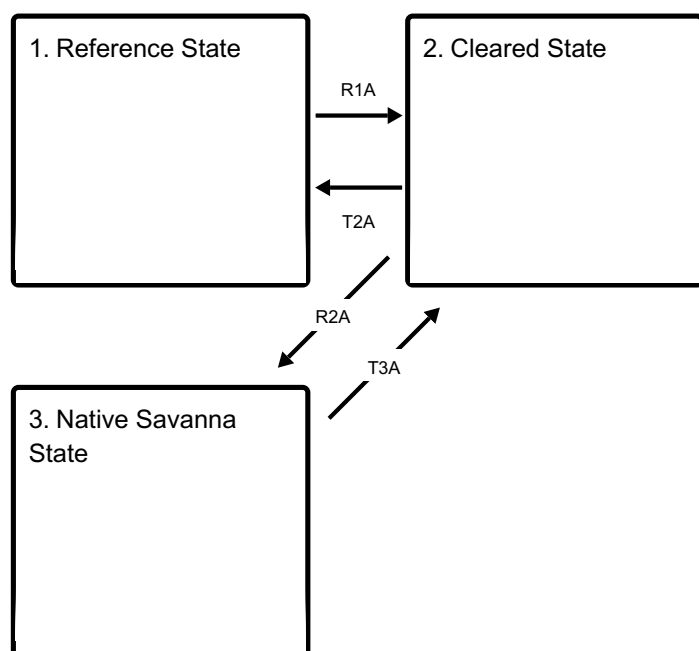 1. Reference State
2. Cleared State
R1A
T2A
R2A
T3A
3. Native Savanna
State